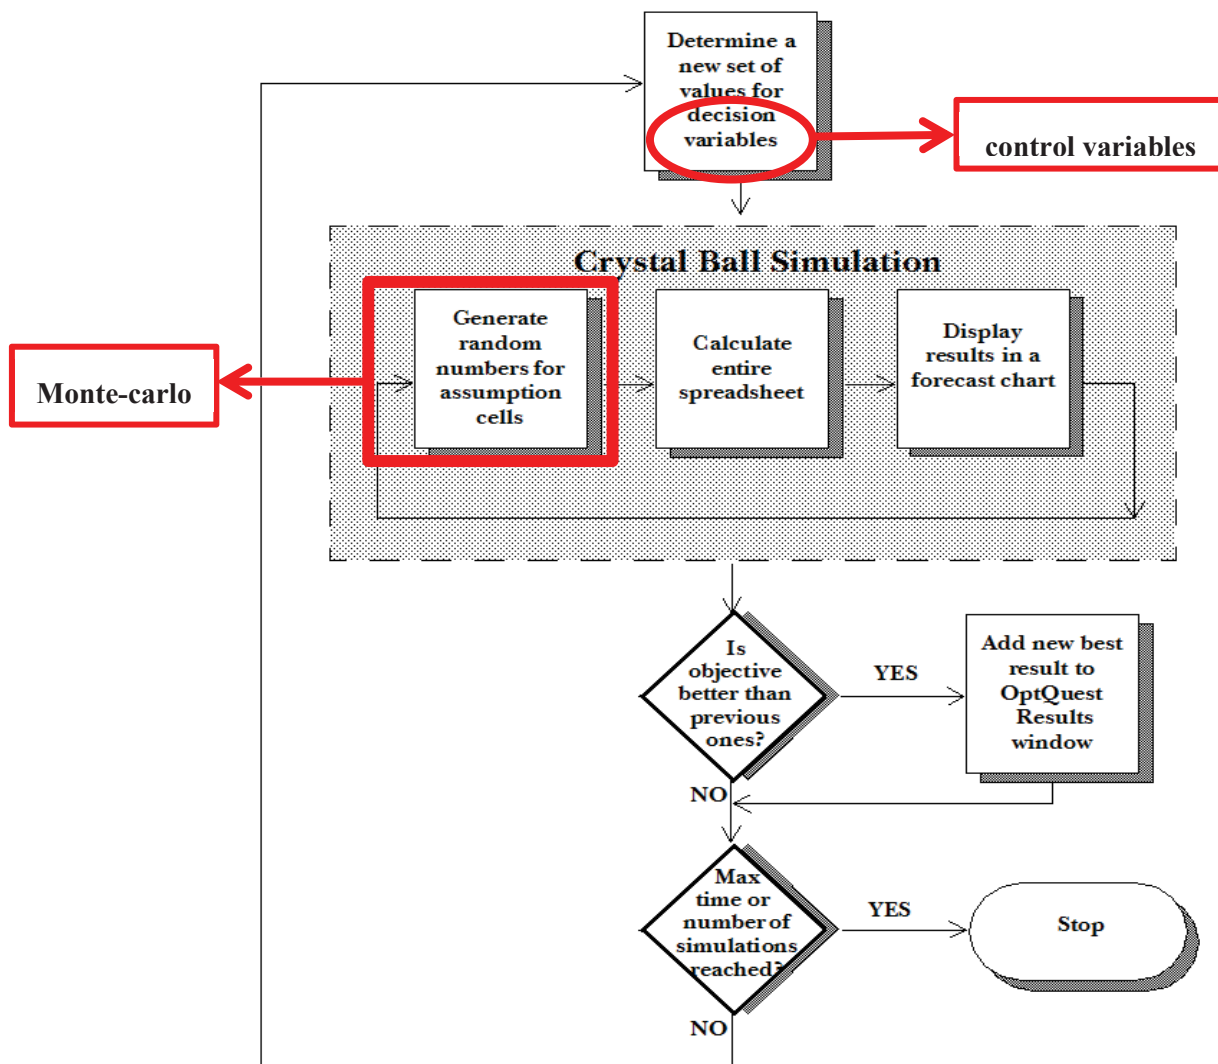 Determine a
new set of
values for
decision
variables
control variables
Crystal Ball Simulation
Monte-carlo
Generate
random
numbers for
assumption
cells
Calculate
entire
spreadsheet
Display
results in a
forecast chart
Is
objective
better than
previous
ones?
YES
Add new best
result to
OptQuest
Results
window
NO
Max
time or
number of
simulations
reached?
YES
Stop
NO